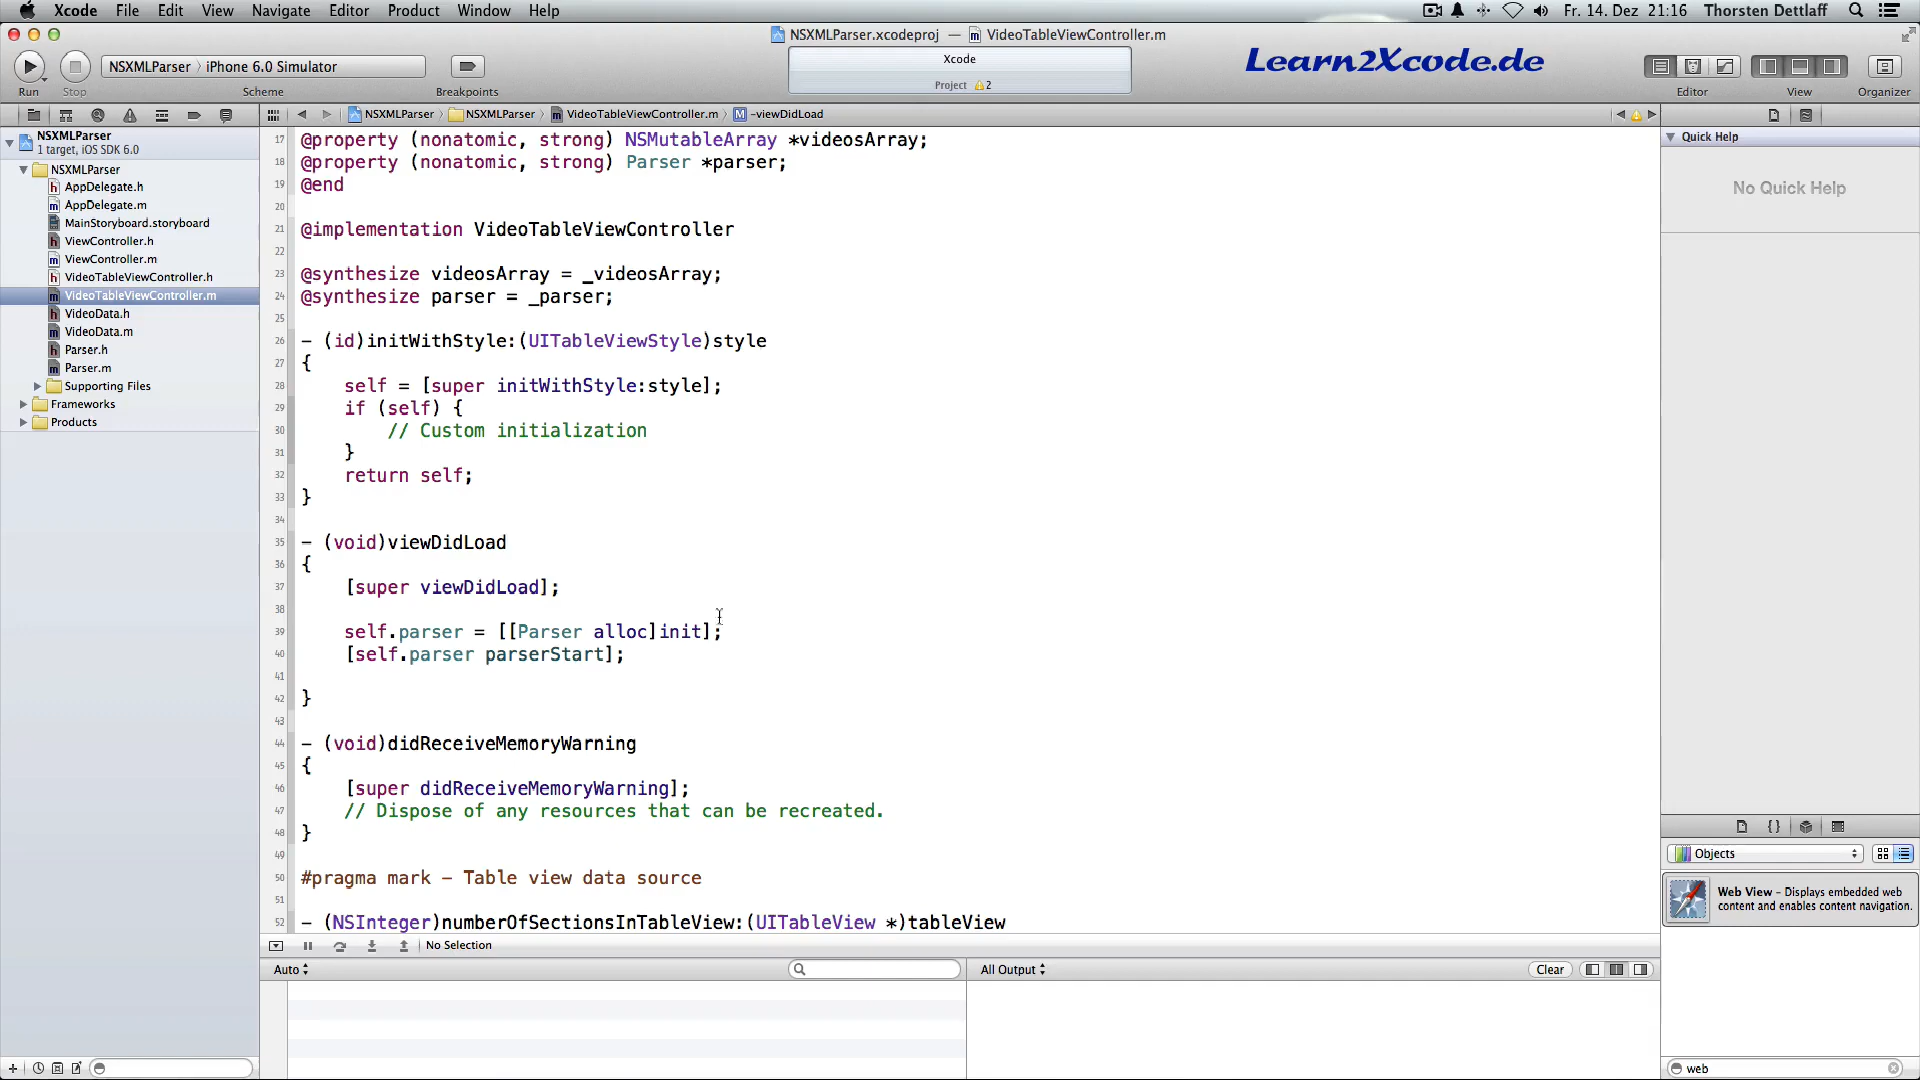 Xcode File Edit View Navigate Editor Product Window Help Fr. 14. Dez 21:16 Thorsten Dettlaff
NSXMLParser.xcodeproj — VideoTableViewController.m
NSXMLParser › iPhone 6.0 Simulator
Xcode
Project 2
Learn2Xcode.de
Run Stop Scheme Breakpoints Editor View Organizer
NSXMLParser › NSXMLParser › VideoTableViewController.m › -viewDidLoad
NSXMLParser
1 target, iOS SDK 6.0
NSXMLParser
AppDelegate.h
AppDelegate.m
MainStoryboard.storyboard
ViewController.h
ViewController.m
VideoTableViewController.h
VideoTableViewController.m
VideoData.h
VideoData.m
Parser.h
Parser.m
Supporting Files
Frameworks
Products
17 @property (nonatomic, strong) NSMutableArray *videosArray;
18 @property (nonatomic, strong) Parser *parser;
19 @end
20
21 @implementation VideoTableViewController
22
23 @synthesize videosArray = _videosArray;
24 @synthesize parser = _parser;
25
26 - (id)initWithStyle:(UITableViewStyle)style
27 {
28 self = [super initWithStyle:style];
29 if (self) {
30 // Custom initialization
31 }
32 return self;
33 }
34
35 - (void)viewDidLoad
36 {
37 [super viewDidLoad];
38
39 self.parser = [[Parser alloc]init];
40 [self.parser parserStart];
41
42 }
43
44 - (void)didReceiveMemoryWarning
45 {
46 [super didReceiveMemoryWarning];
47 // Dispose of any resources that can be recreated.
48 }
49
50 #pragma mark - Table view data source
51
52 - (NSInteger)numberOfSectionsInTableView:(UITableView *)tableView
No Selection
Auto
All Output
Clear
Quick Help
No Quick Help
Objects
Web View - Displays embedded web
content and enables content navigation.
web